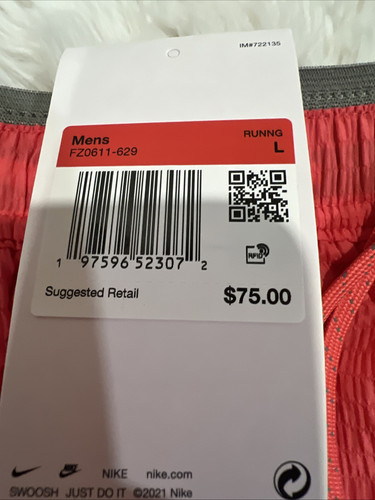 IM#722135
Mens RUNNG
FZ0611-629 L
RFID
1 97595 52307 2
Suggested Retail $75.00
NIKE nike.com
SWOOSH JUST DO IT ©2021 Nike